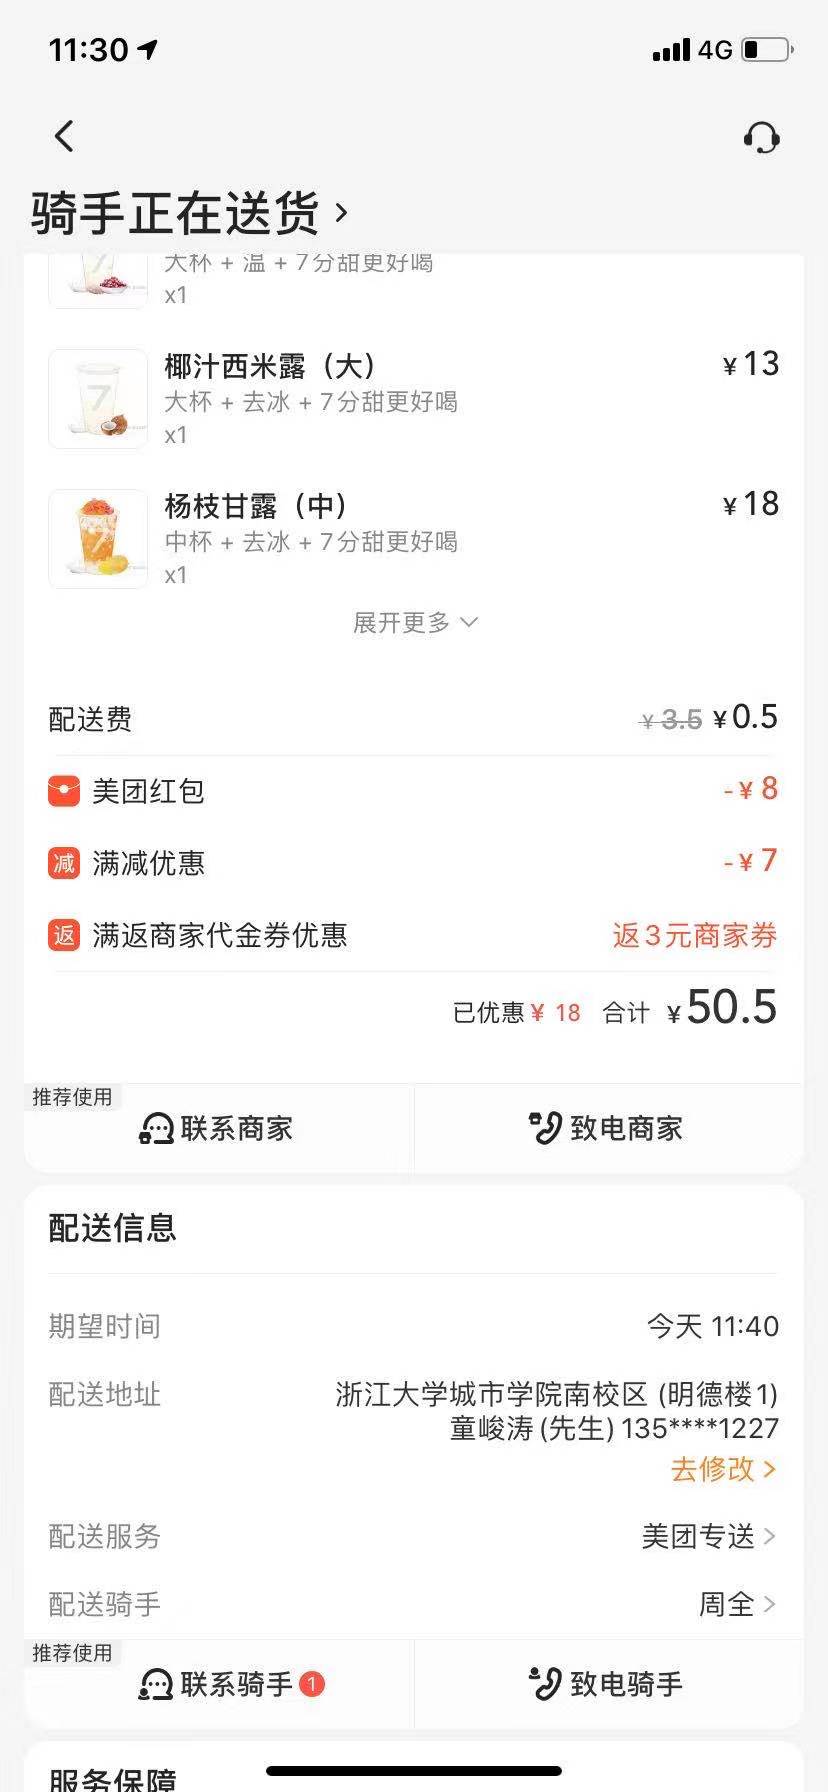 11:30
4G
骑手正在送货
大杯 + 温 + 7分甜更好喝
x1
椰汁西米露（大）
¥13
大杯 + 去冰 + 7分甜更好喝
x1
杨枝甘露（中）
¥18
中杯 + 去冰 + 7分甜更好喝
x1
展开更多
配送费
¥3.5 ¥0.5
美团红包
-¥8
减 满减优惠
-¥7
返 满返商家代金券优惠
返3元商家券
已优惠¥18 合计 ¥50.5
推荐使用
联系商家
致电商家
配送信息
期望时间
今天 11:40
配送地址
浙江大学城市学院南校区 (明德楼1)
童峻涛(先生) 135****1227
去修改
配送服务
美团专送
配送骑手
周全
推荐使用
联系骑手 1
致电骑手
服务保障